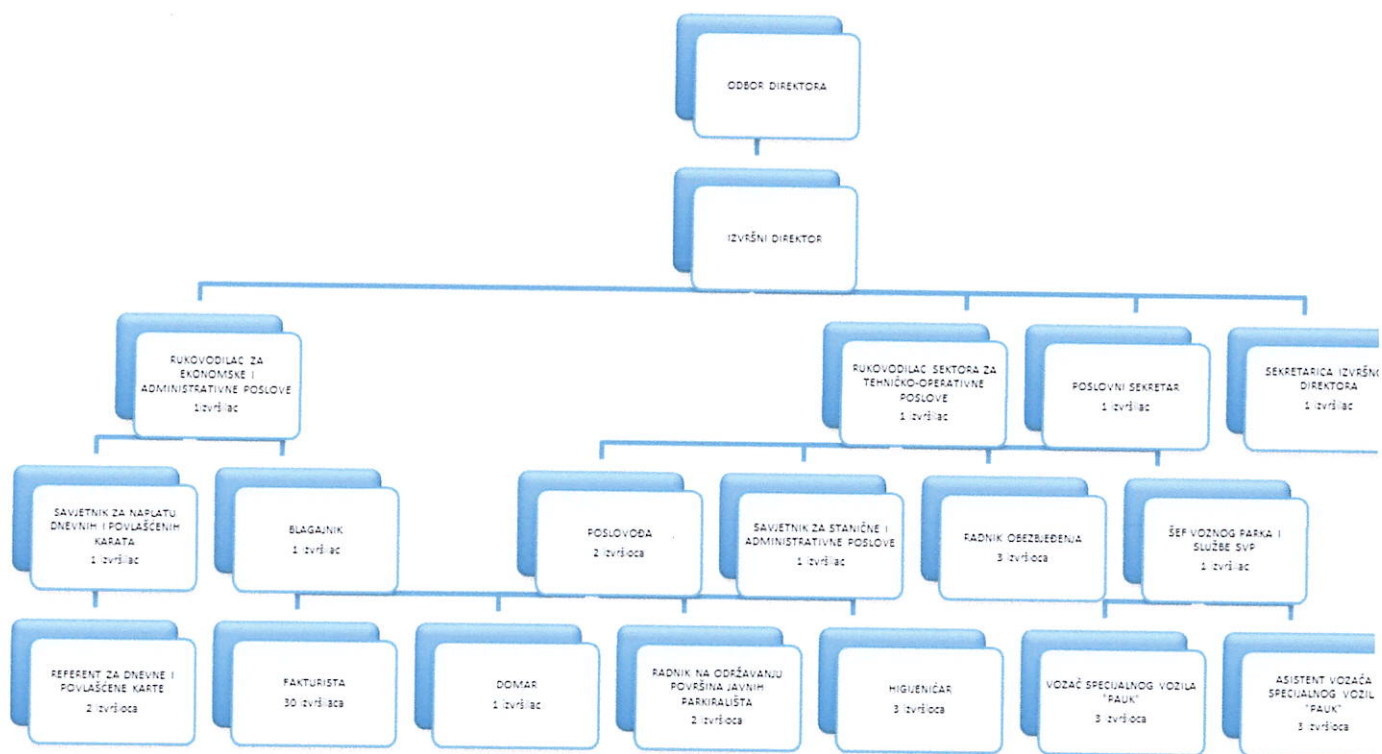 ODBOR DIREKTORA
IZVRŠNI DIREKTOR
RUKOVODILAC ZA
EKONOMSKE I
ADMINISTRATIVNE POSLOVE
1 izvršilac
RUKOVODILAC SEKTORA ZA
TEHNIČKO-OPERATIVNE
POSLOVE
1 izvršilac
POSLOVNI SEKRETAR
1 izvršilac
SEKRETARICA IZVRŠNO
DIREKTORA
1 izvršilac
SAVJETNIK ZA NAPLATU
DNEVNIH I POVLAŠĆENIH
KARATA
1 izvršilac
BLAGAJNIK
1 izvršilac
POSLOVOĐA
2 izvršioca
SAVJETNIK ZA STANIČNE I
ADMINISTRATIVNE POSLOVE
1 izvršilac
RADNIK OBEZBJEĐENJA
3 izvršioca
ŠEF VOZNOG PARKA I
SLUŽBE SVP
1 izvršilac
REFERENT ZA DNEVNE I
POVLAŠĆENE KARTE
2 izvršioca
FAKTURISTA
30 izvršilaca
DOMAR
1 izvršilac
RADNIK NA ODRŽAVANJU
POVRŠINA JAVNIH
PARKIRALIŠTA
2 izvršioca
HIGIJENIČAR
3 izvršioca
VOZAČ SPECIJALNOG VOZILA
"PAUK"
3 izvršioca
ASISTENT VOZAČA
SPECIJALNOG VOZIL
"PAUK"
3 izvršioca